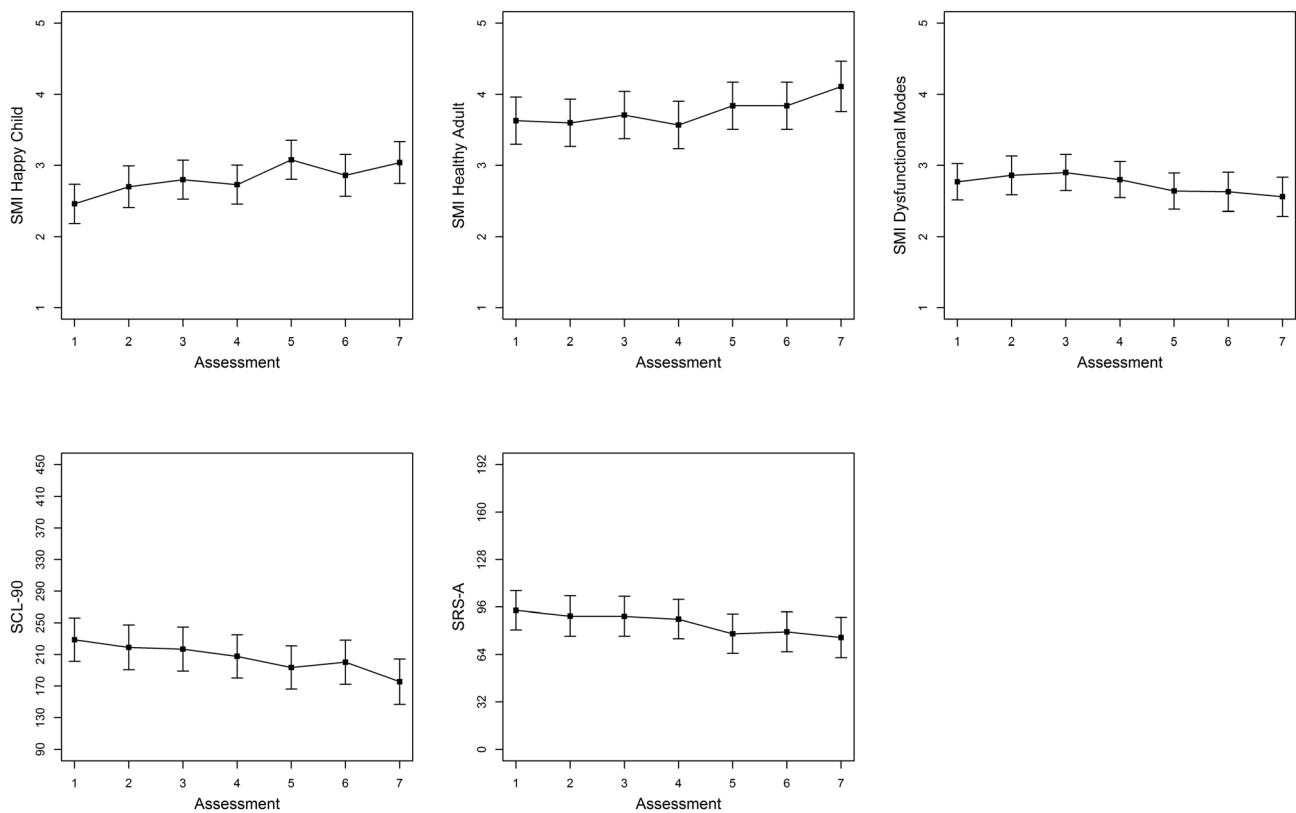 SMI Happy Child
5
4
3
2
1
1 2 3 4 5 6 7
Assessment
SMI Healthy Adult
5
4
3
2
1
1 2 3 4 5 6 7
Assessment
SMI Dysfunctional Modes
5
4
3
2
1
1 2 3 4 5 6 7
Assessment
SCL-90
450
410
370
330
290
250
210
170
130
90
1 2 3 4 5 6 7
Assessment
SRS-A
192
160
128
96
64
32
0
1 2 3 4 5 6 7
Assessment